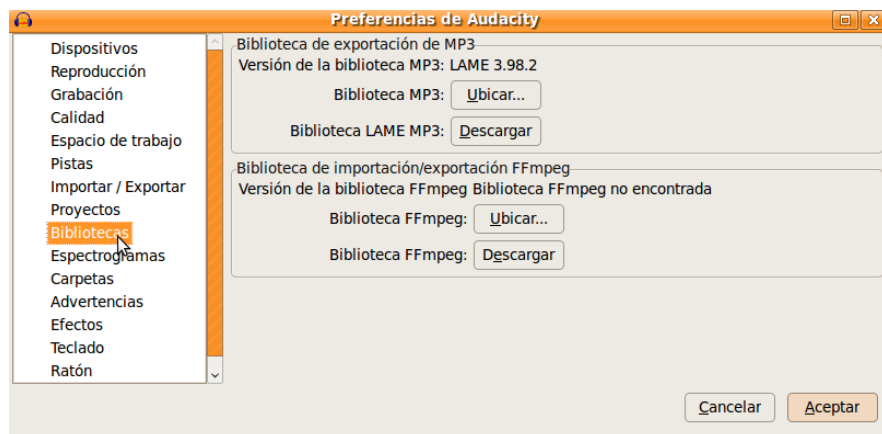 Preferencias de Audacity
Dispositivos
Reproducción
Grabación
Calidad
Espacio de trabajo
Pistas
Importar / Exportar
Proyectos
Bibliotecas
Espectrogramas
Carpetas
Advertencias
Efectos
Teclado
Ratón
Biblioteca de exportación de MP3
Versión de la biblioteca MP3: LAME 3.98.2
Biblioteca MP3: Ubicar...
Biblioteca LAME MP3: Descargar
Biblioteca de importación/exportación FFmpeg
Versión de la biblioteca FFmpeg Biblioteca FFmpeg no encontrada
Biblioteca FFmpeg: Ubicar...
Biblioteca FFmpeg: Descargar
Cancelar Aceptar